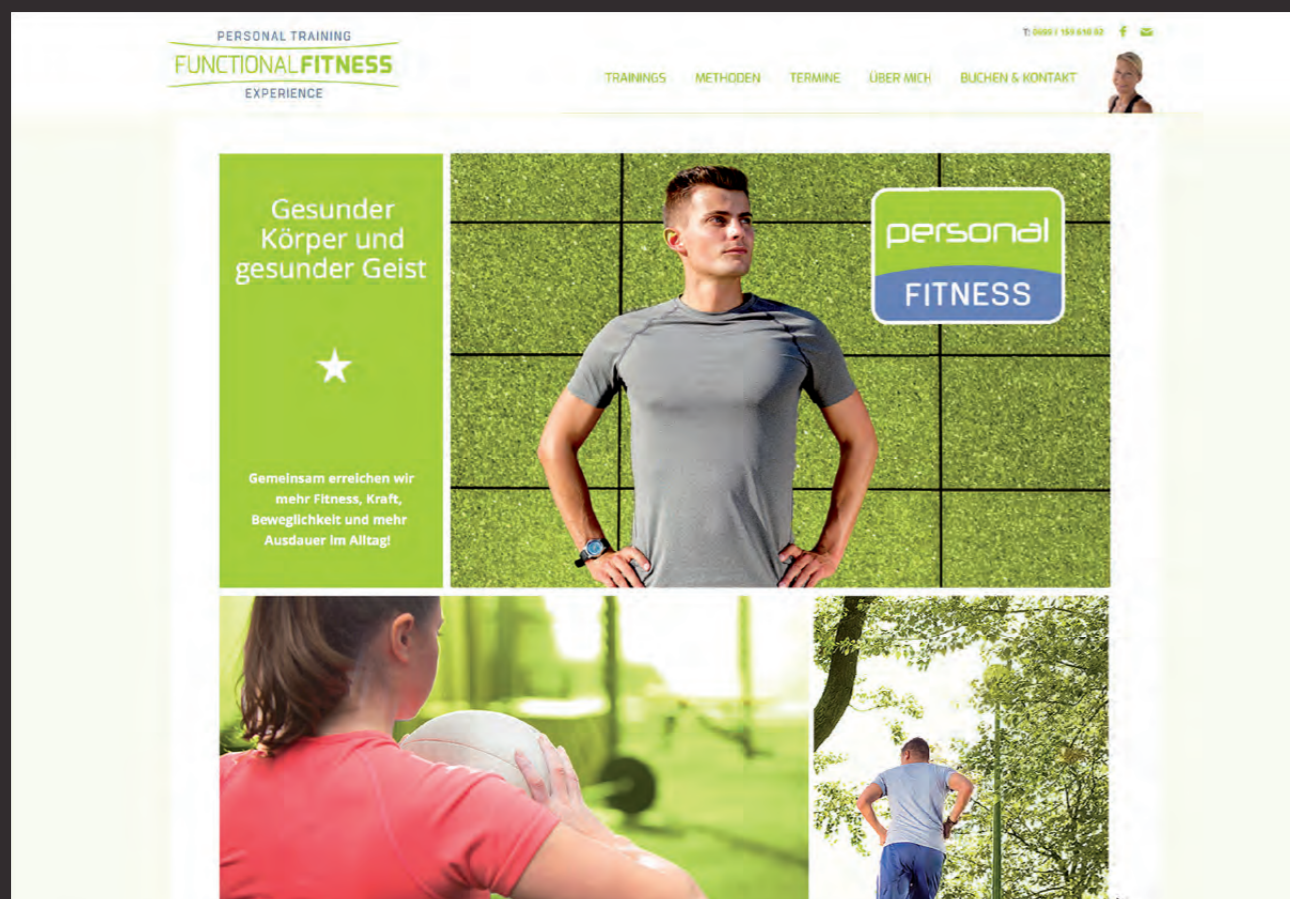 PERSONAL TRAINING
FUNCTIONALFITNESS
EXPERIENCE
T:
TRAININGS
METHODEN
TERMINE
ÜBER MICH
BUCHEN & KONTAKT
Gesunder
Körper und
gesunder Geist
Gemeinsam erreichen wir
mehr Fitness, Kraft,
Beweglichkeit und mehr
Ausdauer im Alltag!
personal
FITNESS